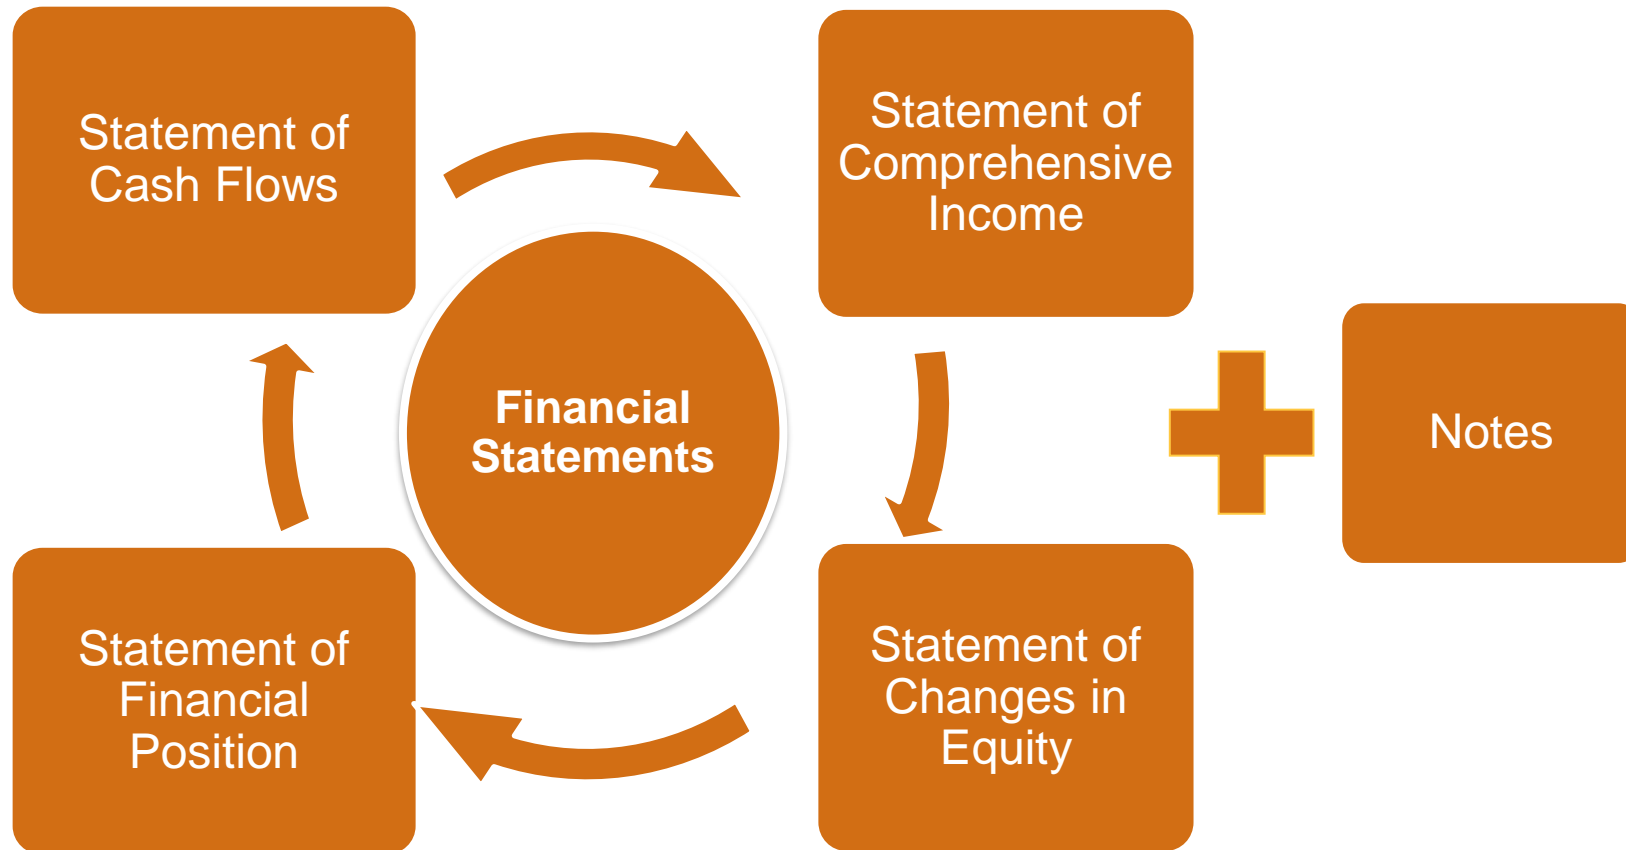 Statement of
Cash Flows
Statement of
Comprehensive
Income
Financial
Statements
Notes
Statement of
Financial
Position
Statement of
Changes in
Equity